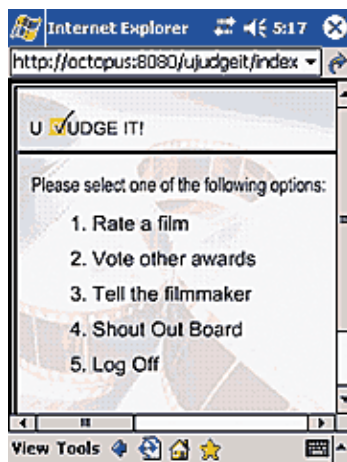 Internet Explorer 5:17
http://octopus:8080/ujudgeit/index
U JUDGE IT!
Please select one of the following options:
1. Rate a film
2. Vote other awards
3. Tell the filmmaker
4. Shout Out Board
5. Log Off
View Tools